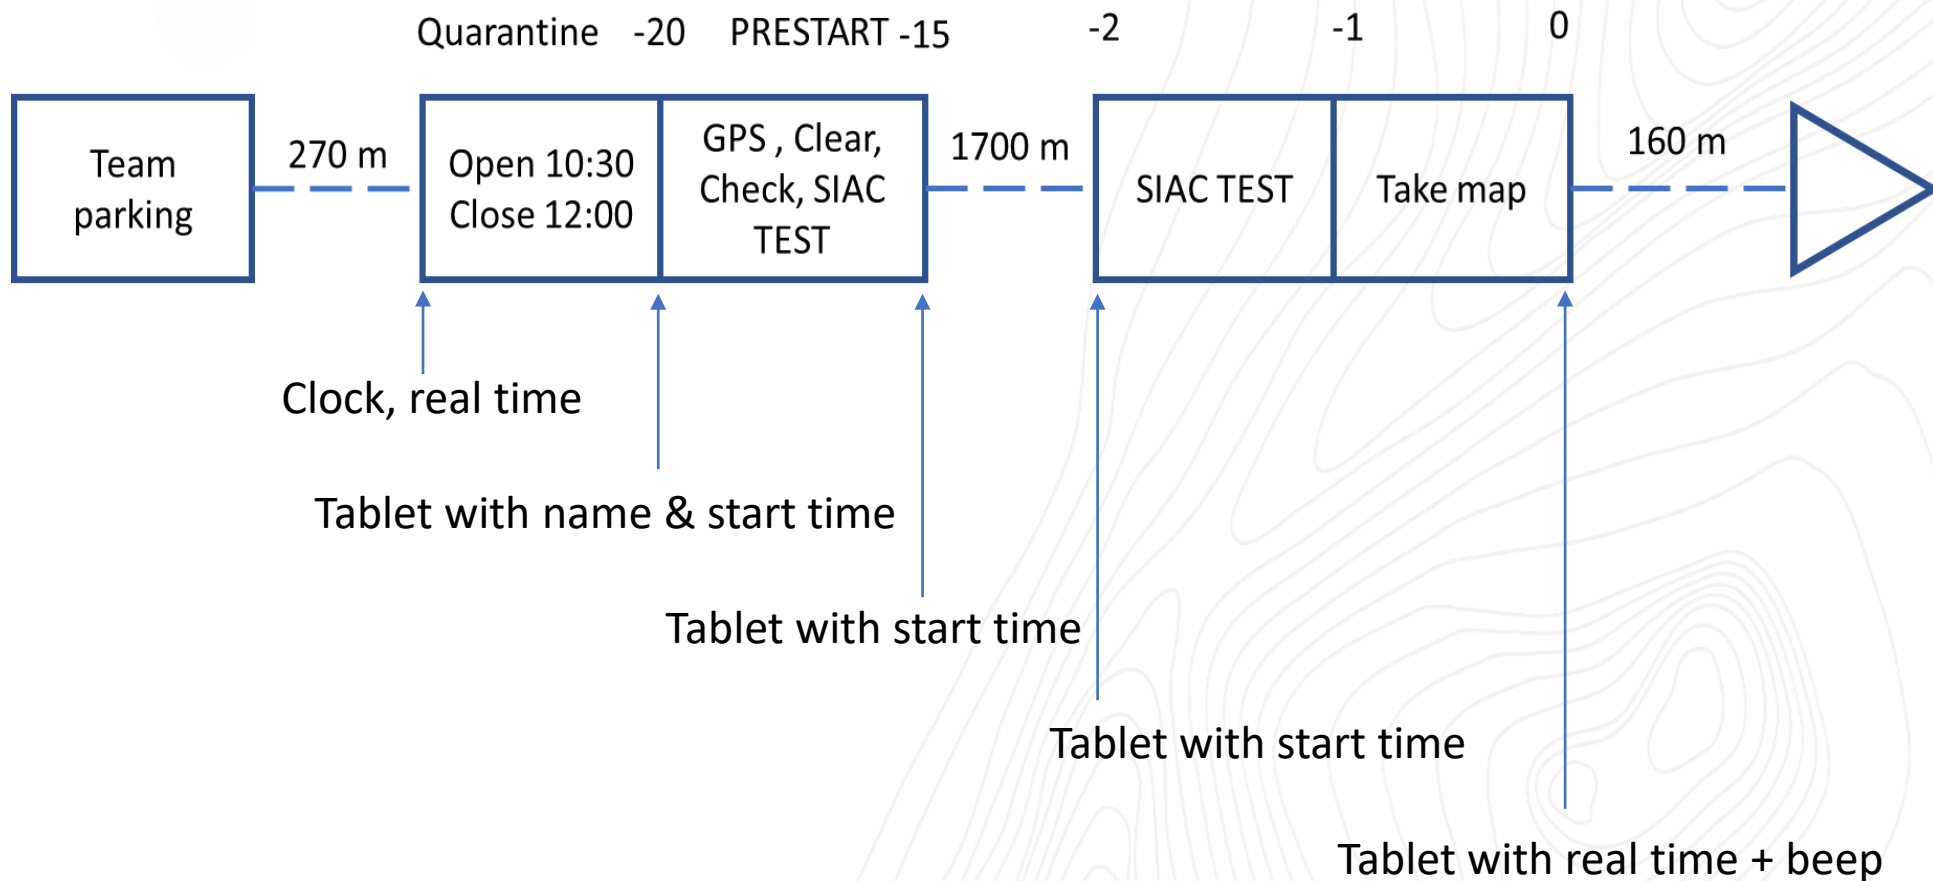 Quarantine -20 PRESTART -15 -2 -1 0
Team
parking
270 m
Open 10:30
Close 12:00
GPS , Clear,
Check, SIAC
TEST
1700 m
SIAC TEST
Take map
160 m
Clock, real time
Tablet with name & start time
Tablet with start time
Tablet with start time
Tablet with real time + beep